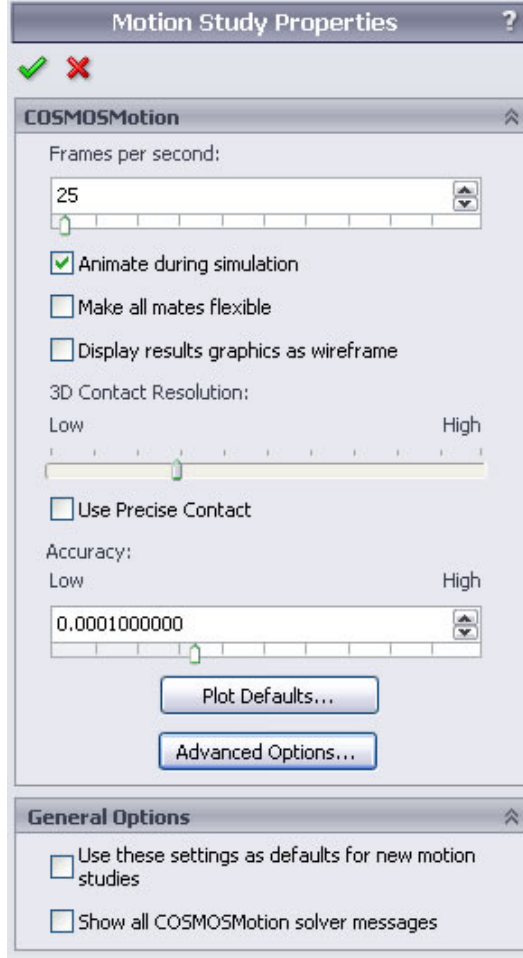 Motion Study Properties ?
COSMOSMotion
Frames per second:
25
Animate during simulation
Make all mates flexible
Display results graphics as wireframe
3D Contact Resolution:
Low High
Use Precise Contact
Accuracy:
Low High
0.0001000000
Plot Defaults...
Advanced Options...
General Options
Use these settings as defaults for new motion
studies
Show all COSMOSMotion solver messages